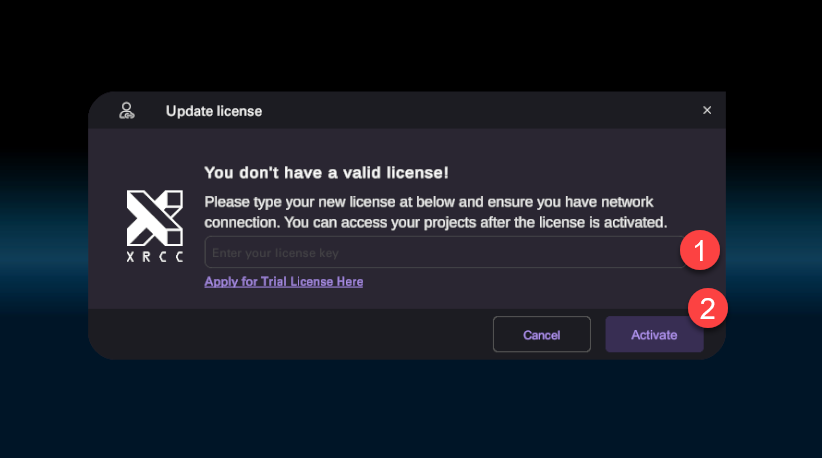 Update license
You don't have a valid license!
Please type your new license at below and ensure you have network
connection. You can access your projects after the license is activated.
XRCC
Enter your license key
1
Apply for Trial License Here
2
Cancel
Activate